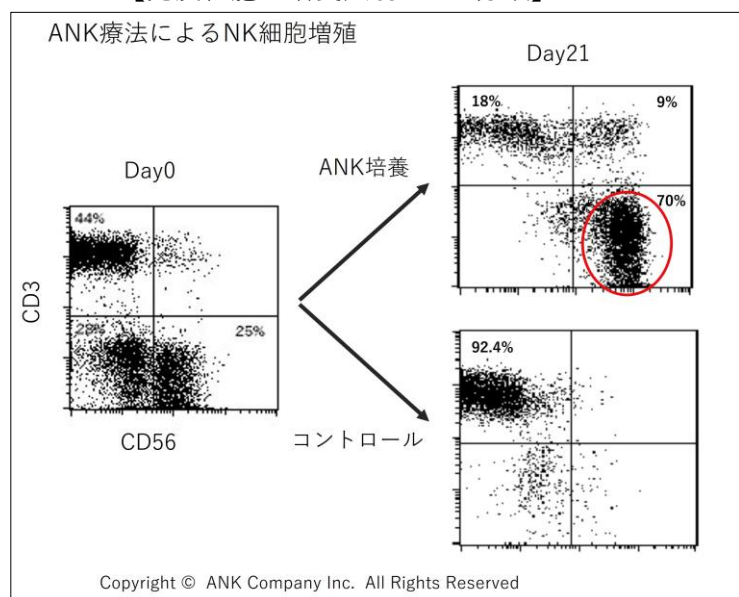 ANK療法によるNK細胞増殖
Day21
18%
9%
Day0
ANK培養
70%
44%
CD3
28%
25%
92.4%
CD56
コントロール
Copyright © ANK Company Inc. All Rights Reserved